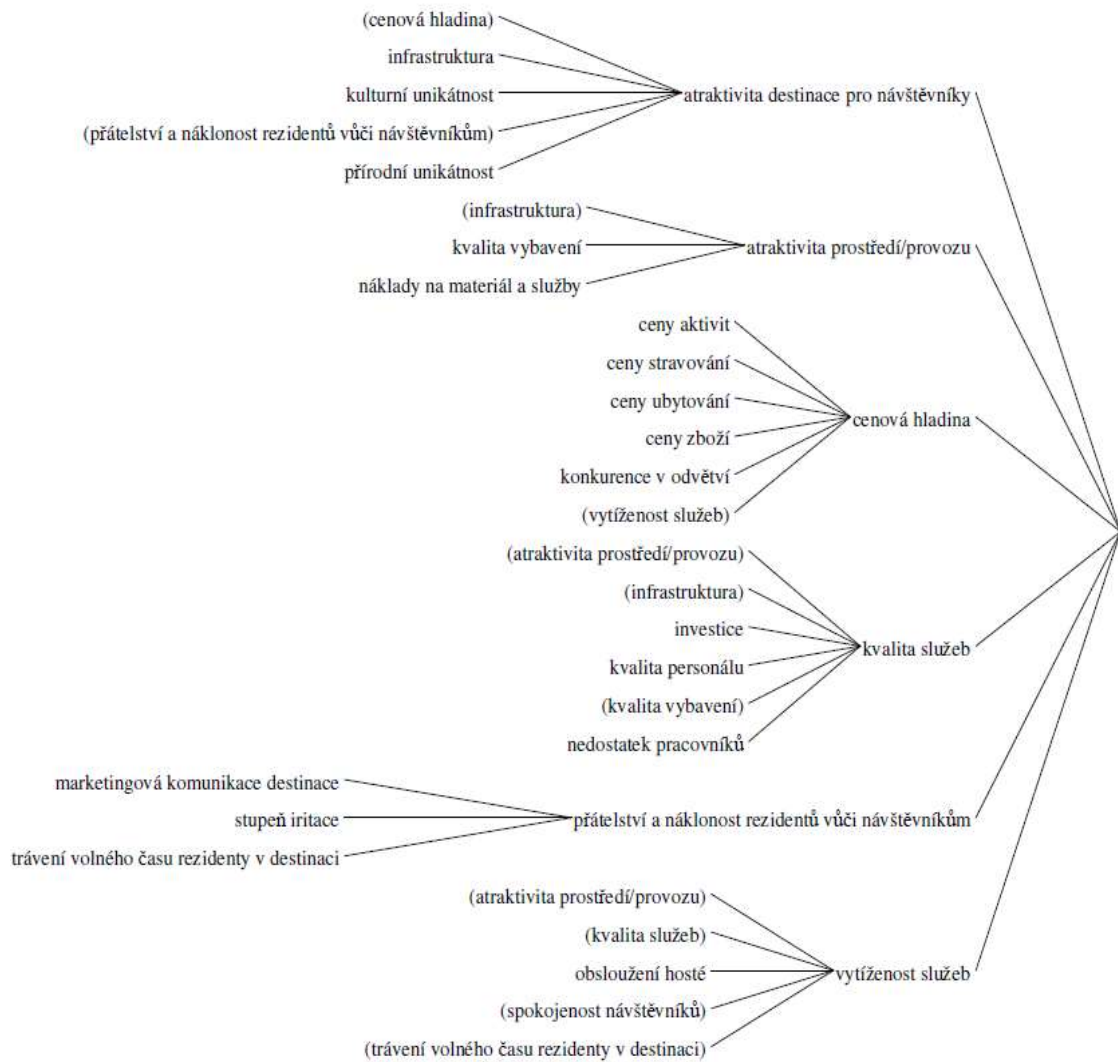 (cenová hladina)
infrastruktura
kulturní unikátnost
(přátelství a náklonost rezidentů vůči návštěvníkům)
přírodní unikátnost
atraktivita destinace pro návštěvníky
(infrastruktura)
kvalita vybavení
náklady na materiál a služby
atraktivita prostředí/provozu
ceny aktivit
ceny stravování
ceny ubytování
ceny zboží
konkurence v odvětví
(vytíženost služeb)
cenová hladina
(atraktivita prostředí/provozu)
(infrastruktura)
investice
kvalita personálu
(kvalita vybavení)
nedostatek pracovníků
kvalita služeb
marketingová komunikace destinace
stupeň iritace
trávení volného času rezidenty v destinaci
přátelství a náklonost rezidentů vůči návštěvníkům
(atraktivita prostředí/provozu)
(kvalita služeb)
obsloužení hosté
(spokojenost návštěvníků)
(trávení volného času rezidenty v destinaci)
vytíženost služeb